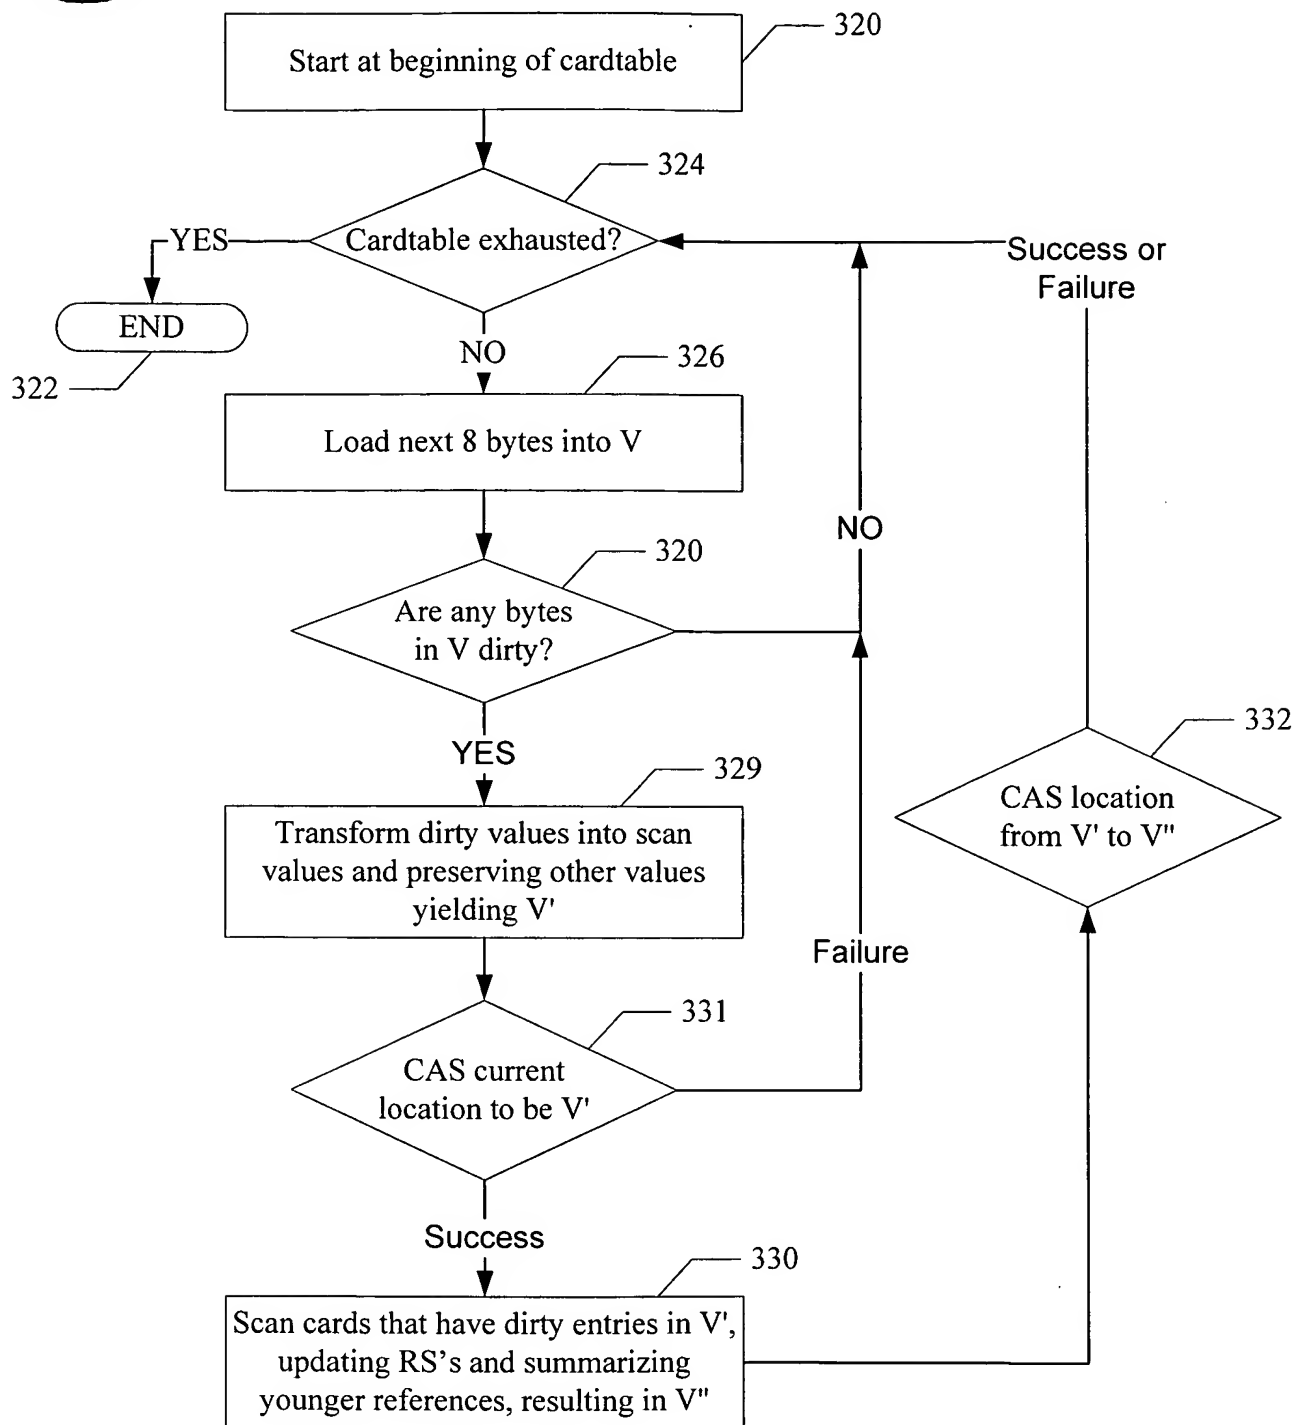 320
Start at beginning of cardtable
324
Cardtable exhausted?
YES
Success or
Failure
END
322
NO
326
Load next 8 bytes into V
NO
320
Are any bytes
in V dirty?
YES
329
332
Transform dirty values into scan
values and preserving other values
yielding V'
CAS location
from V' to V"
Failure
331
CAS current
location to be V'
Success
330
Scan cards that have dirty entries in V',
updating RS's and summarizing
younger references, resulting in V"